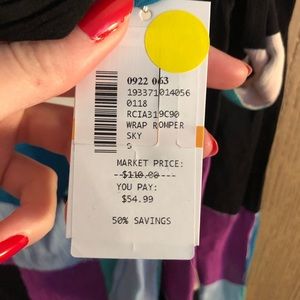 0922 063
193371014056
0118
RCIA319C90
WRAP ROMPER
SKY
S
MARKET PRICE:
$110.00
YOU PAY:
$54.99
50% SAVINGS